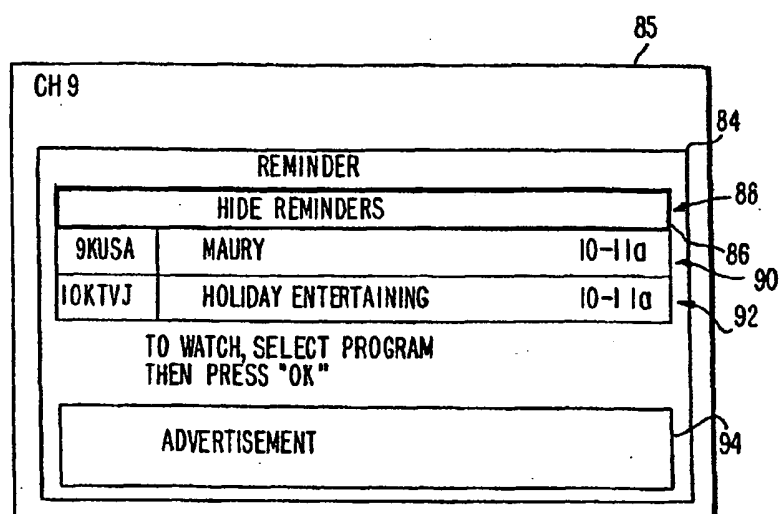 85
CH 9
84
REMINDER
HIDE REMINDERS 88
86
9KUSA MAURY 10-11a 90
10KTVJ HOLIDAY ENTERTAINING 10-11a 92
TO WATCH, SELECT PROGRAM
THEN PRESS "OK"
ADVERTISEMENT 94